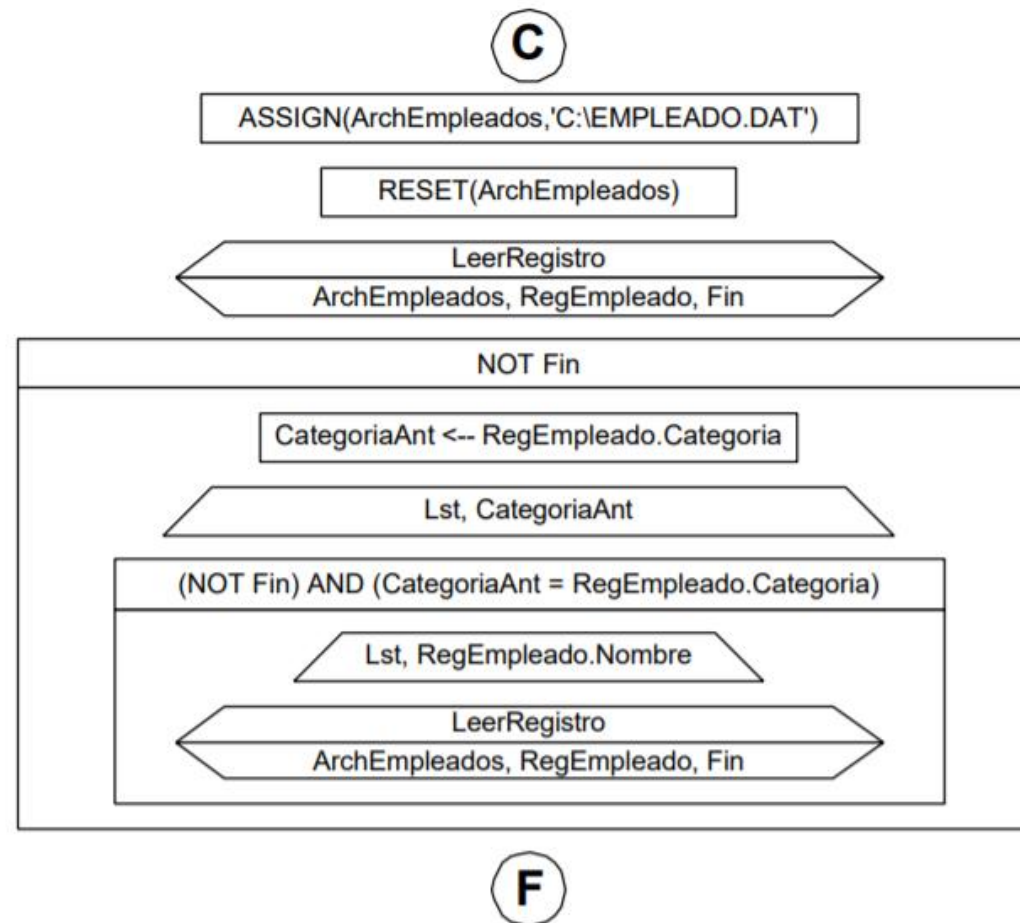 C
ASSIGN(ArchEmpleados,'C:\EMPLEADO.DAT')
RESET(ArchEmpleados)
LeerRegistro
ArchEmpleados, RegEmpleado, Fin
NOT Fin
CategoriaAnt <-- RegEmpleado.Categoria
Lst, CategoriaAnt
(NOT Fin) AND (CategoriaAnt = RegEmpleado.Categoria)
Lst, RegEmpleado.Nombre
LeerRegistro
ArchEmpleados, RegEmpleado, Fin
F